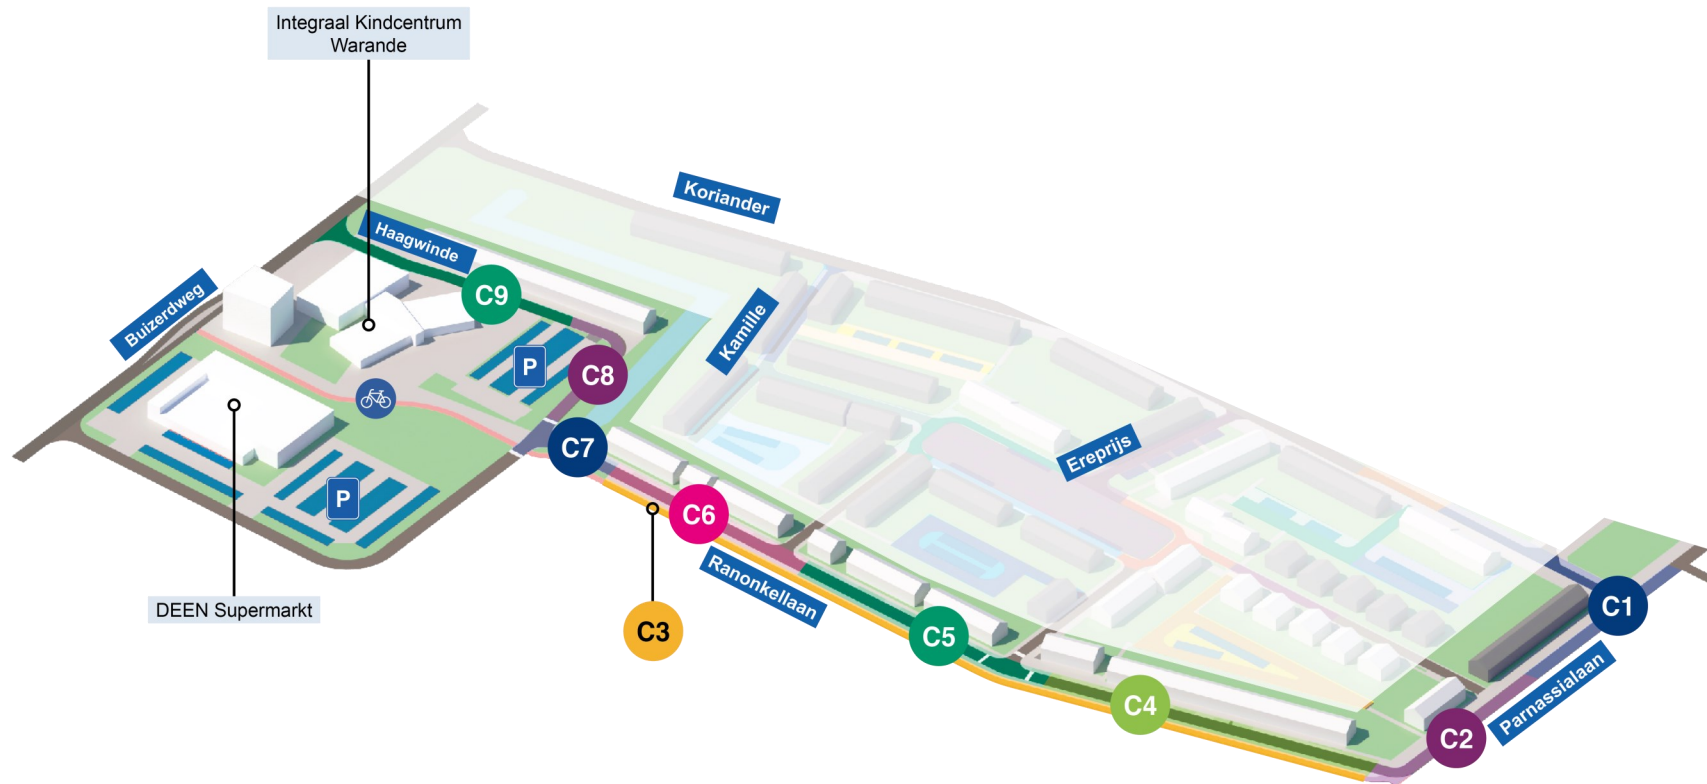 Integraal Kindcentrum
Warande
Koriander
Haagwinde
Buizerdweg
C9
Kamille
P
C8
C7
Ereprijs
P
C6
Ranonkellaan
DEEN Supermarkt
C3
C5
C1
Parnassialaan
C4
C2